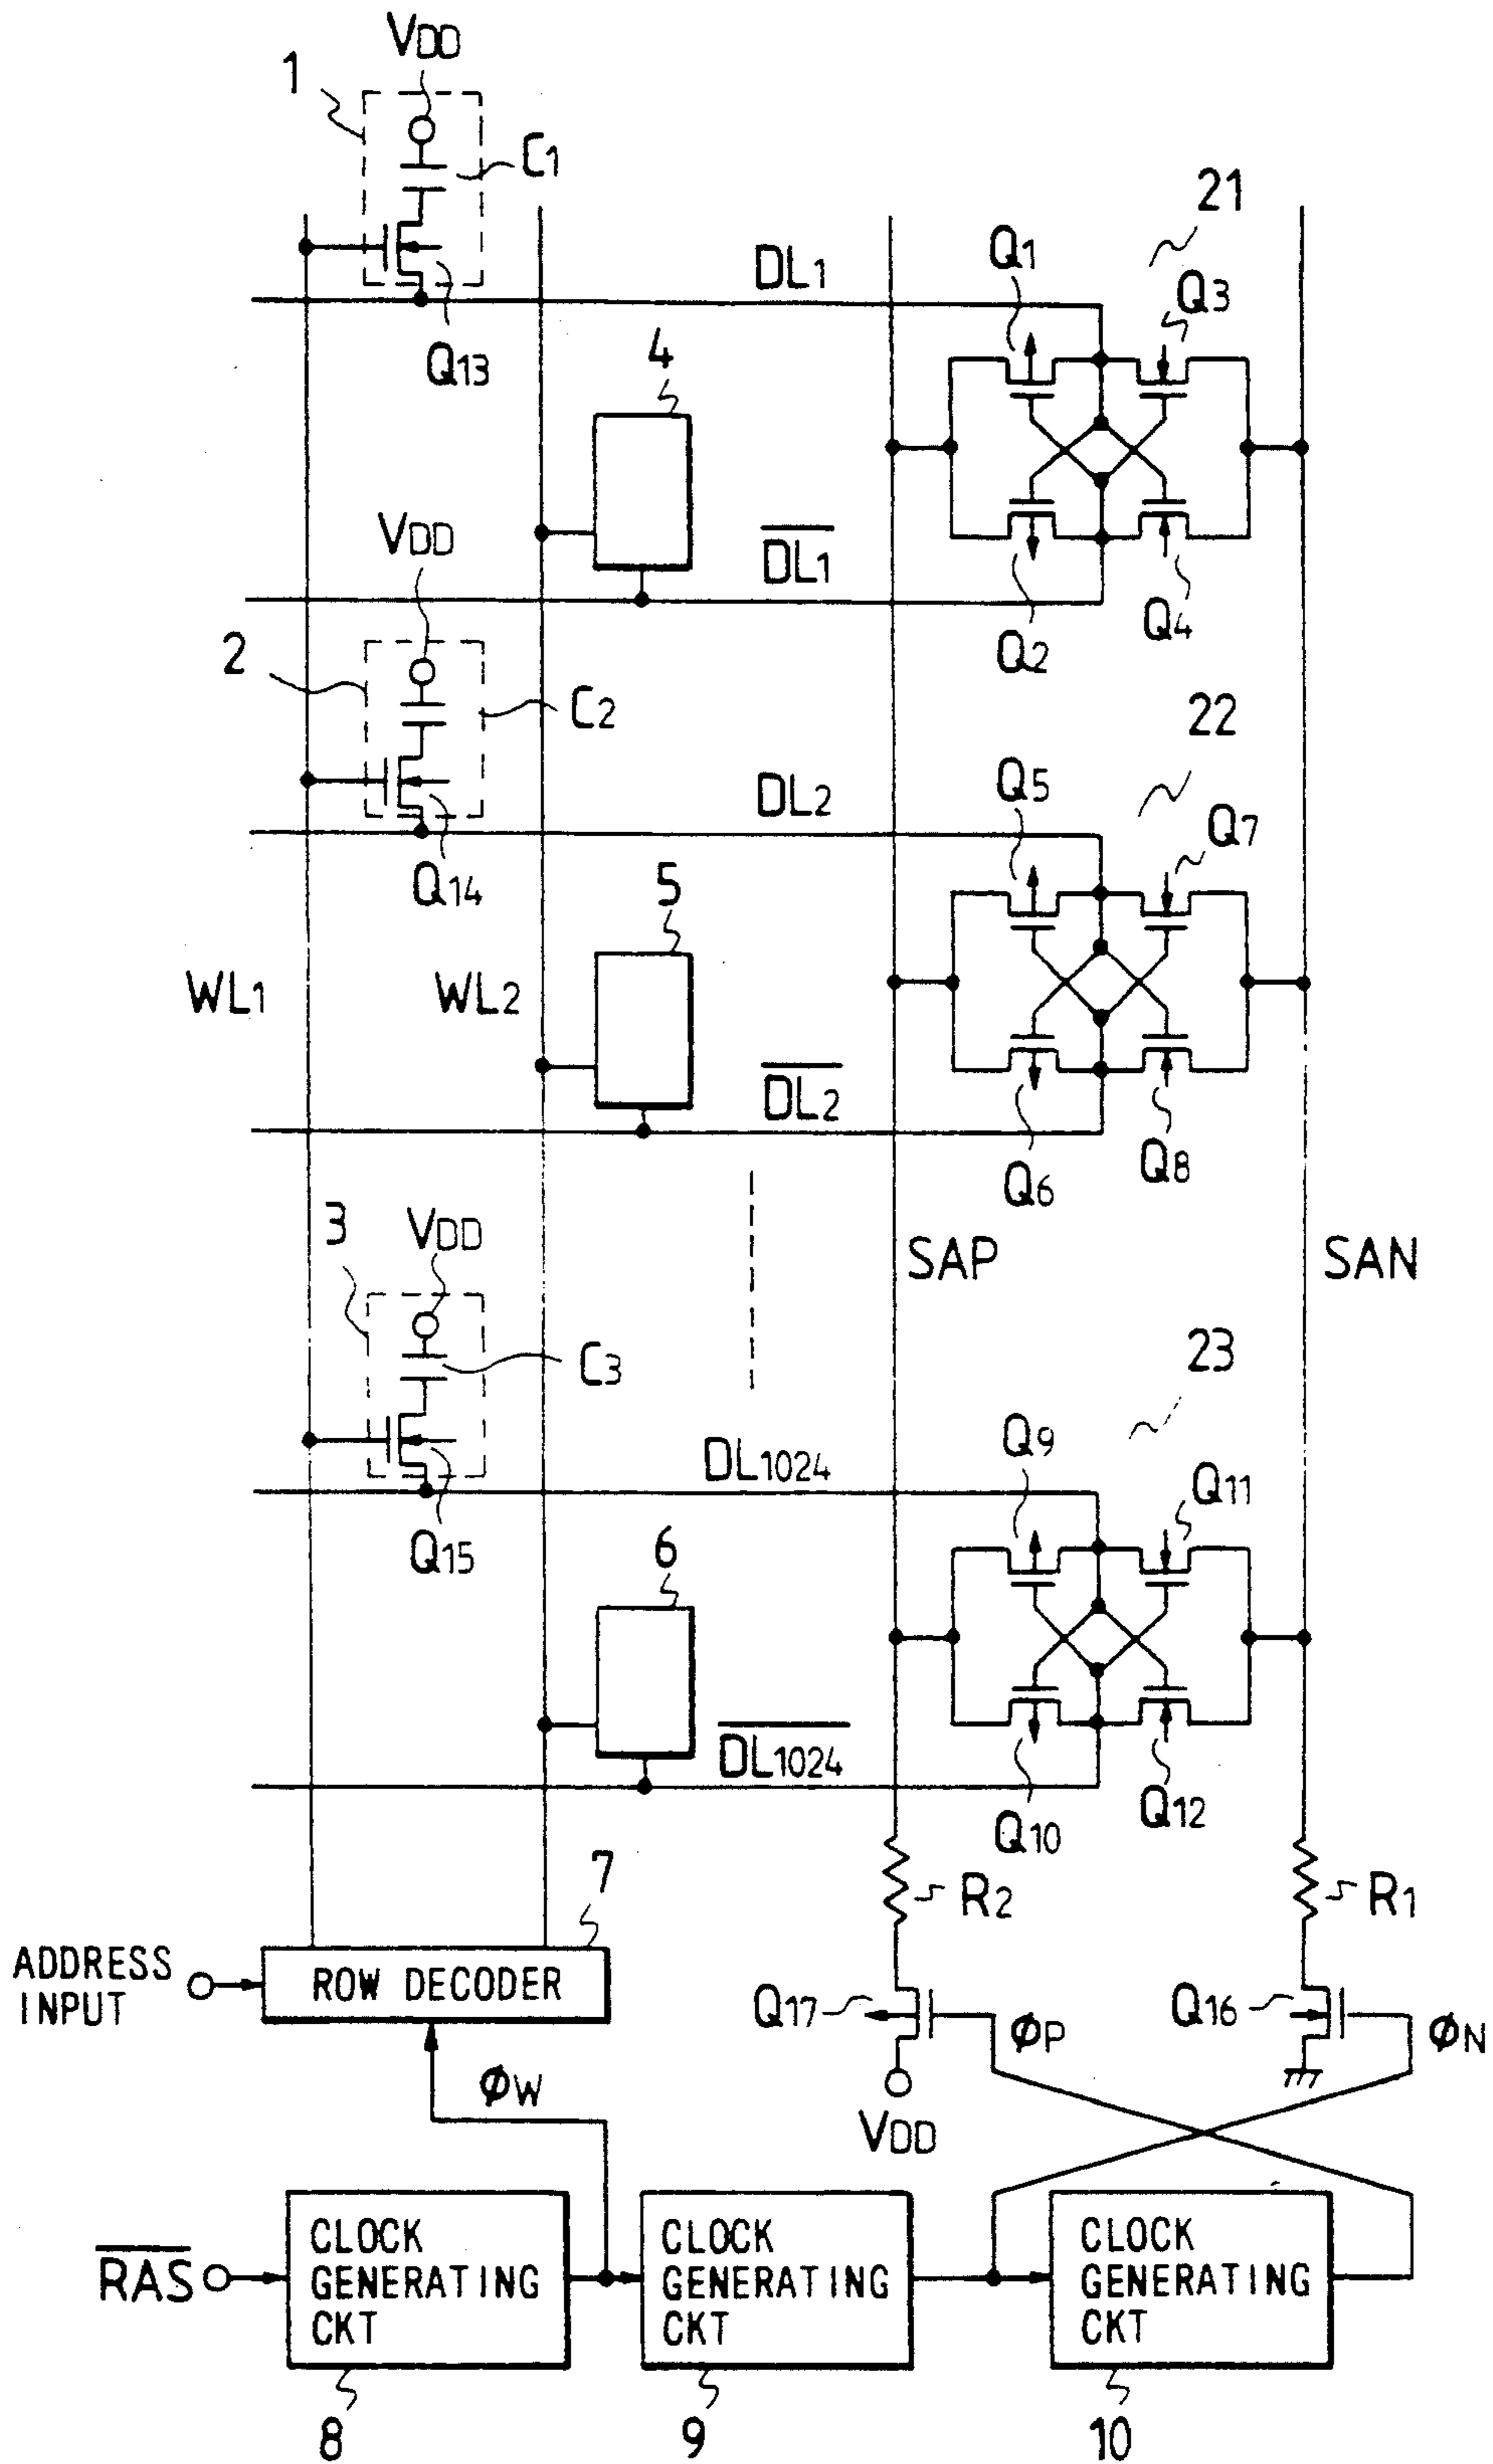 VDD
1
C1
21
Q1
DL1
Q3
Q13
4
VDD
DL1
Q4
Q2
2
C2
22
Q5
DL2
Q7
Q14
5
WL1
WL2
DL2
Q8
Q6
3
VDD
SAP
SAN
C3
23
Q9
DL1024
Q11
Q15
6
DL1024
Q12
Q10
7
R2
R1
ADDRESS
INPUT
ROW DECODER
Q17
ΦP
Q16
ΦN
ΦW
VDD
RAS
CLOCK
GENERATING
CKT
CLOCK
GENERATING
CKT
CLOCK
GENERATING
CKT
8
9
10